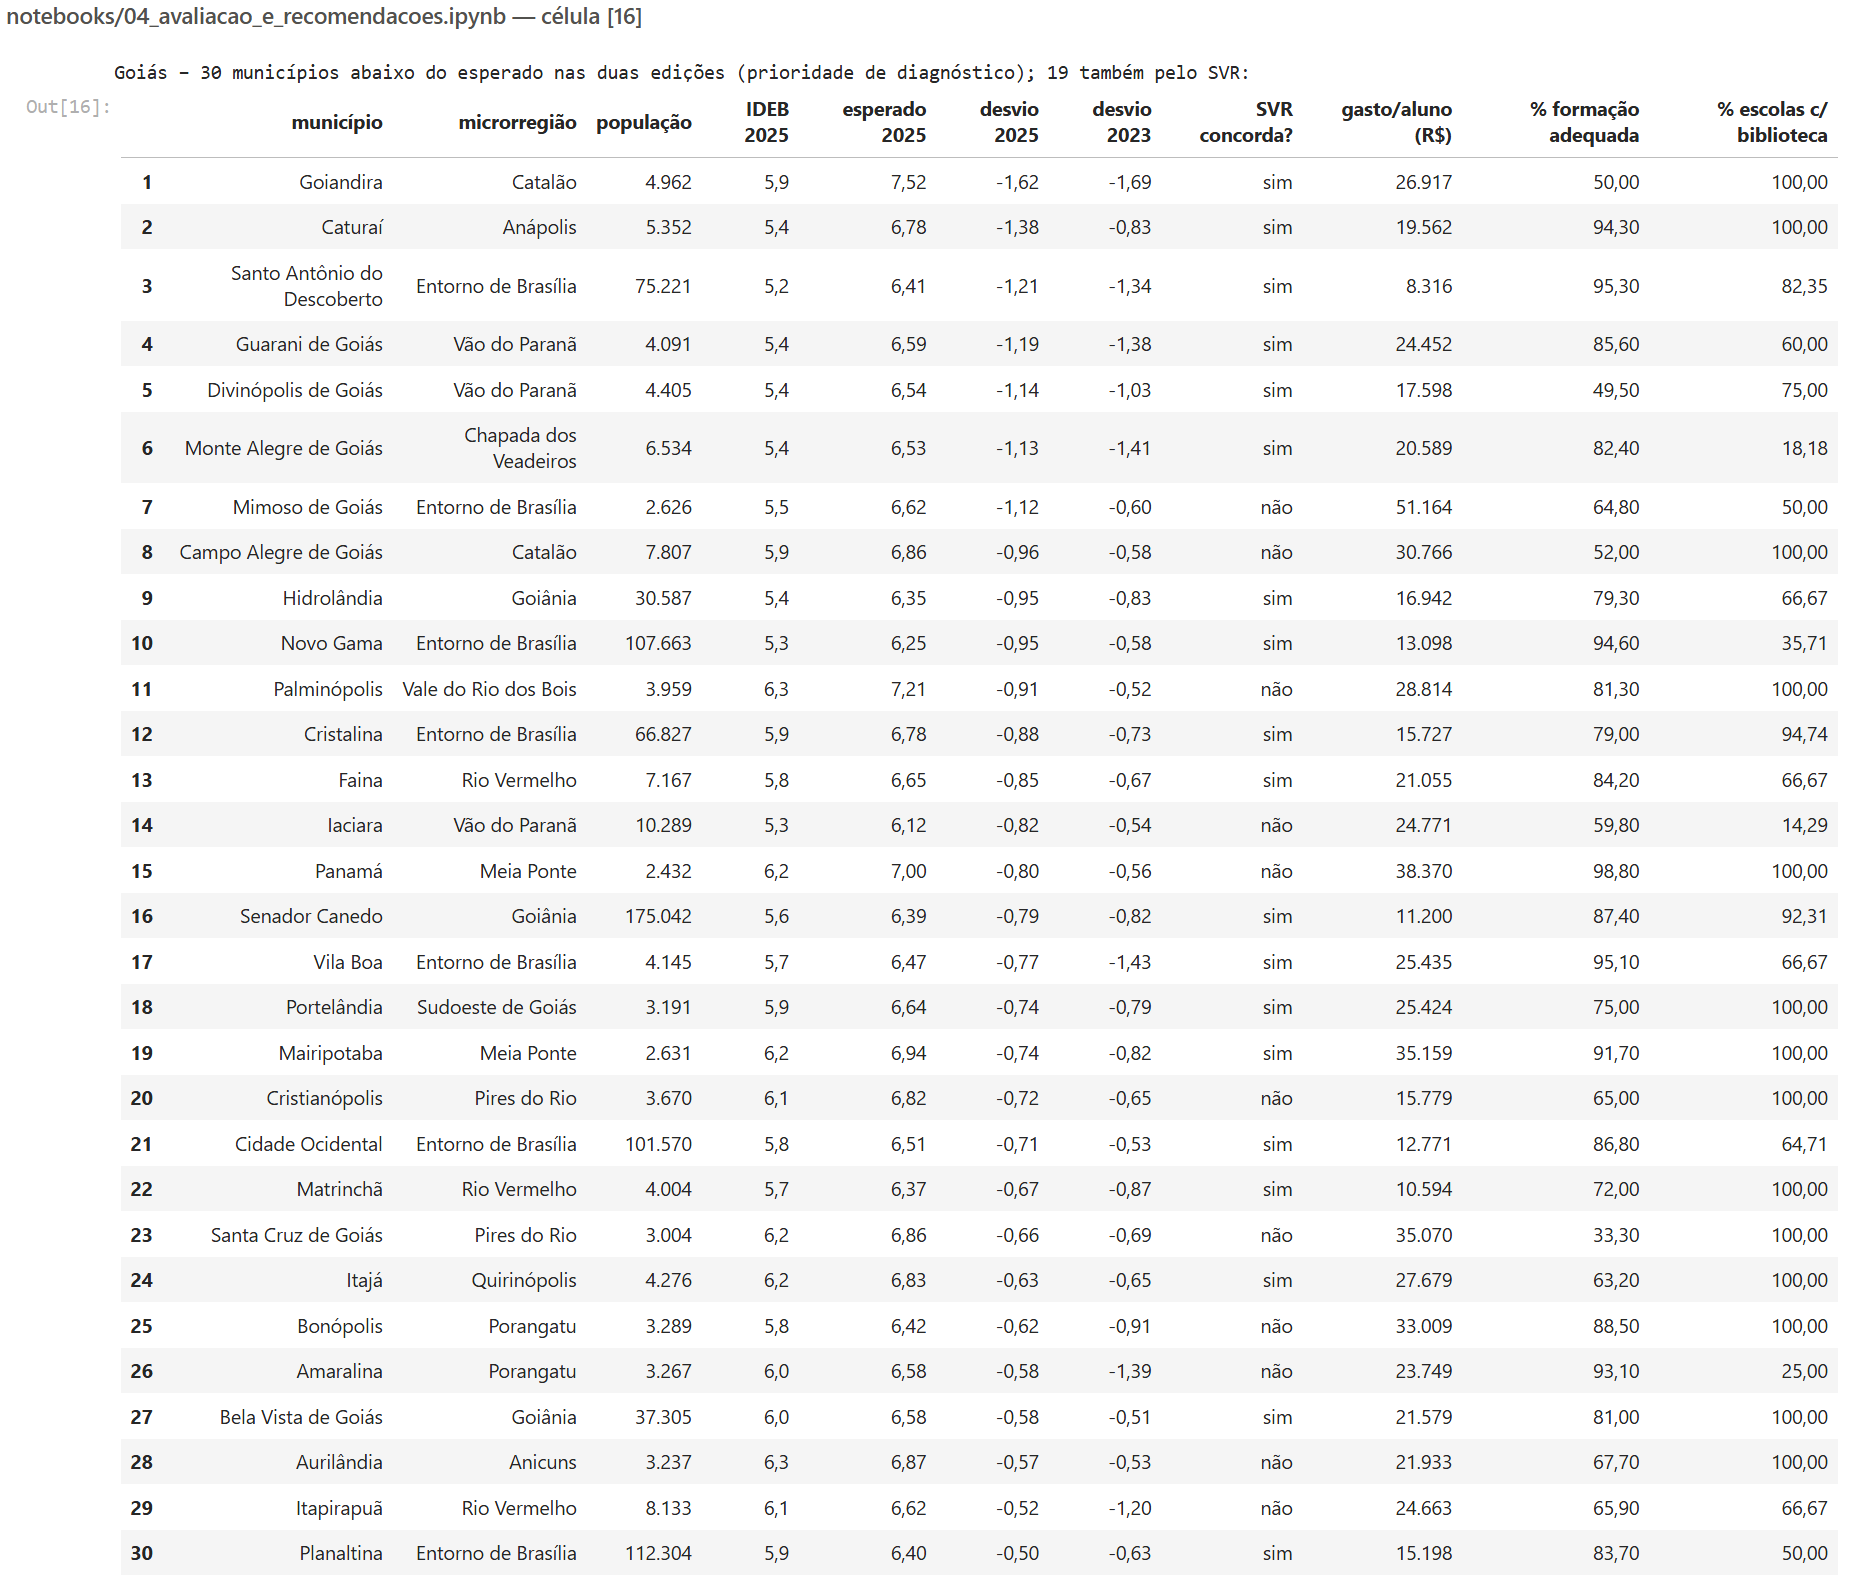 notebooks/04_avaliacao_e_recomendacoes.ipynb — célula [16]
Goiás – 30 municípios abaixo do esperado nas duas edições (prioridade de diagnóstico); 19 também pelo SVR:
Out[16]:
município microrregião população IDEB 2025 esperado 2025 desvio 2025 desvio 2023 SVR concorda? gasto/aluno (R$) % formação adequada % escolas c/ biblioteca
1 Goiandira Catalão 4.962 5,9 7,52 -1,62 -1,69 sim 26.917 50,00 100,00
2 Caturaí Anápolis 5.352 5,4 6,78 -1,38 -0,83 sim 19.562 94,30 100,00
3 Santo Antônio do Descoberto Entorno de Brasília 75.221 5,2 6,41 -1,21 -1,34 sim 8.316 95,30 82,35
4 Guarani de Goiás Vão do Paranã 4.091 5,4 6,59 -1,19 -1,38 sim 24.452 85,60 60,00
5 Divinópolis de Goiás Vão do Paranã 4.405 5,4 6,54 -1,14 -1,03 sim 17.598 49,50 75,00
6 Monte Alegre de Goiás Chapada dos Veadeiros 6.534 5,4 6,53 -1,13 -1,41 sim 20.589 82,40 18,18
7 Mimoso de Goiás Entorno de Brasília 2.626 5,5 6,62 -1,12 -0,60 não 51.164 64,80 50,00
8 Campo Alegre de Goiás Catalão 7.807 5,9 6,86 -0,96 -0,58 não 30.766 52,00 100,00
9 Hidrolândia Goiânia 30.587 5,4 6,35 -0,95 -0,83 sim 16.942 79,30 66,67
10 Novo Gama Entorno de Brasília 107.663 5,3 6,25 -0,95 -0,58 sim 13.098 94,60 35,71
11 Palminópolis Vale do Rio dos Bois 3.959 6,3 7,21 -0,91 -0,52 não 28.814 81,30 100,00
12 Cristalina Entorno de Brasília 66.827 5,9 6,78 -0,88 -0,73 sim 15.727 79,00 94,74
13 Faina Rio Vermelho 7.167 5,8 6,65 -0,85 -0,67 sim 21.055 84,20 66,67
14 Iaciara Vão do Paranã 10.289 5,3 6,12 -0,82 -0,54 não 24.771 59,80 14,29
15 Panamá Meia Ponte 2.432 6,2 7,00 -0,80 -0,56 não 38.370 98,80 100,00
16 Senador Canedo Goiânia 175.042 5,6 6,39 -0,79 -0,82 sim 11.200 87,40 92,31
17 Vila Boa Entorno de Brasília 4.145 5,7 6,47 -0,77 -1,43 sim 25.435 95,10 66,67
18 Portelândia Sudoeste de Goiás 3.191 5,9 6,64 -0,74 -0,79 sim 25.424 75,00 100,00
19 Mairipotaba Meia Ponte 2.631 6,2 6,94 -0,74 -0,82 sim 35.159 91,70 100,00
20 Cristianópolis Pires do Rio 3.670 6,1 6,82 -0,72 -0,65 não 15.779 65,00 100,00
21 Cidade Ocidental Entorno de Brasília 101.570 5,8 6,51 -0,71 -0,53 sim 12.771 86,80 64,71
22 Matrinchã Rio Vermelho 4.004 5,7 6,37 -0,67 -0,87 sim 10.594 72,00 100,00
23 Santa Cruz de Goiás Pires do Rio 3.004 6,2 6,86 -0,66 -0,69 não 35.070 33,30 100,00
24 Itajá Quirinópolis 4.276 6,2 6,83 -0,63 -0,65 sim 27.679 63,20 100,00
25 Bonópolis Porangatu 3.289 5,8 6,42 -0,62 -0,91 não 33.009 88,50 100,00
26 Amaralina Porangatu 3.267 6,0 6,58 -0,58 -1,39 não 23.749 93,10 25,00
27 Bela Vista de Goiás Goiânia 37.305 6,0 6,58 -0,58 -0,51 sim 21.579 81,00 100,00
28 Aurilândia Anicuns 3.237 6,3 6,87 -0,57 -0,53 não 21.933 67,70 100,00
29 Itapirapuã Rio Vermelho 8.133 6,1 6,62 -0,52 -1,20 não 24.663 65,90 66,67
30 Planaltina Entorno de Brasília 112.304 5,9 6,40 -0,50 -0,63 sim 15.198 83,70 50,00